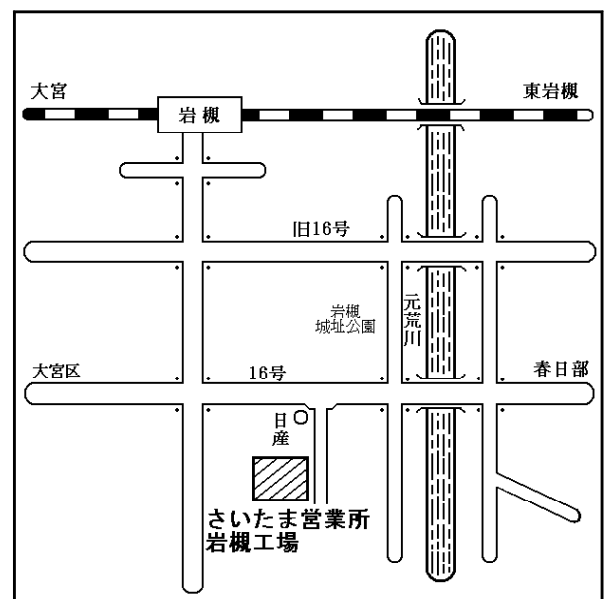 大宮
岩槻
東岩槻
旧16号
岩槻
城址公園
元荒川
大宮区
16号
春日部
日産
さいたま営業所
岩槻工場